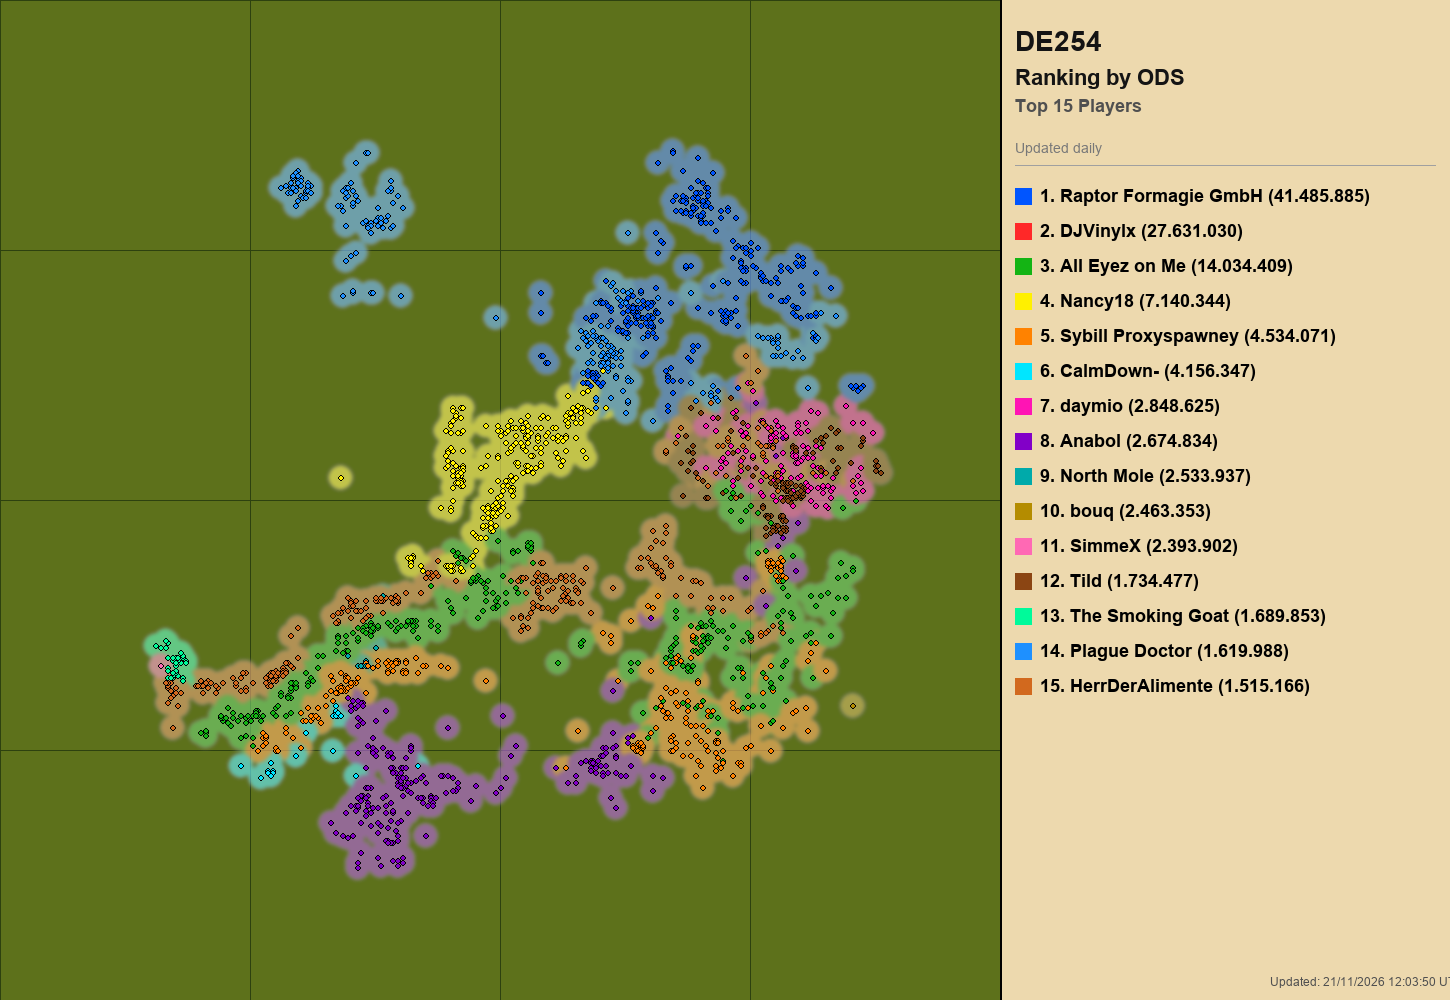 DE254
Ranking by ODS
Top 15 Players
Updated daily
1. Raptor Formagie GmbH (41.485.885)
2. DJVinylx (27.631.030)
3. All Eyez on Me (14.034.409)
4. Nancy18 (7.140.344)
5. Sybill Proxyspawney (4.534.071)
6. CalmDown- (4.156.347)
7. daymio (2.848.625)
8. Anabol (2.674.834)
9. North Mole (2.533.937)
10. bouq (2.463.353)
11. SimmeX (2.393.902)
12. Tild (1.734.477)
13. The Smoking Goat (1.689.853)
14. Plague Doctor (1.619.988)
15. HerrDerAlimente (1.515.166)
Updated: 21/11/2026 12:03:50